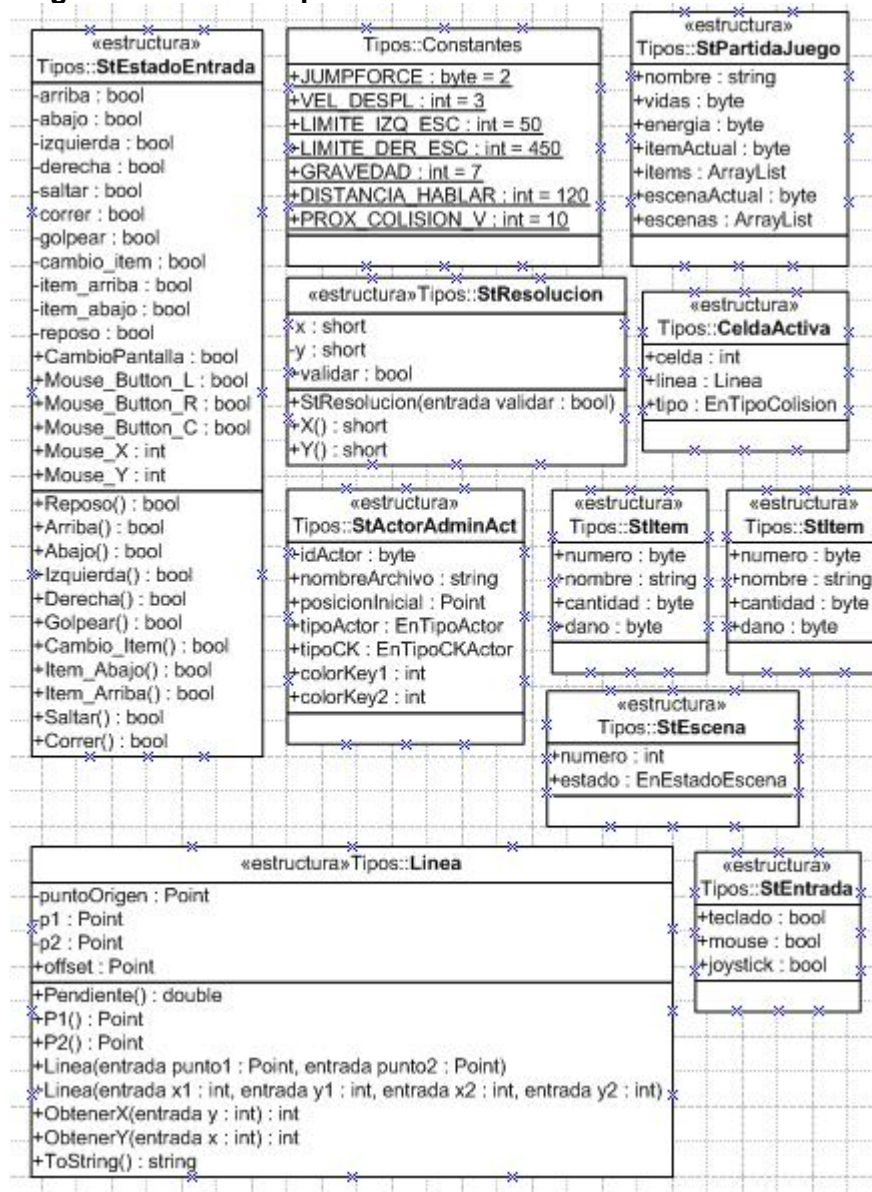 «estructura»
Tipos::StEstadoEntrada
-arriba : bool
-abajo : bool
-izquierda : bool
-derecha : bool
-saltar : bool
-correr : bool
-golpear : bool
-cambio_item : bool
-item_arriba : bool
-item_abajo : bool
-reposo : bool
+CambioPantalla : bool
+Mouse_Button_L : bool
+Mouse_Button_R : bool
+Mouse_Button_C : bool
+Mouse_X : int
+Mouse_Y : int
+Reposo() : bool
+Arriba() : bool
+Abajo() : bool
+Izquierda() : bool
+Derecha() : bool
+Golpear() : bool
+Cambio_Item() : bool
+Item_Abajo() : bool
+Item_Arriba() : bool
+Saltar() : bool
+Correr() : bool
Tipos::Constantes
+JUMPFORCE : byte = 2
+VEL_DESPL : int = 3
+LIMITE_IZQ_ESC : int = 50
+LIMITE_DER_ESC : int = 450
+GRAVEDAD : int = 7
+DISTANCIA_HABLAR : int = 120
+PROX_COLISION_V : int = 10
«estructura»
Tipos::StPartidaJuego
+nombre : string
+vidas : byte
+energia : byte
+itemActual : byte
+items : ArrayList
+escenaActual : byte
+escenas : ArrayList
«estructura»Tipos::StResolucion
-x : short
-y : short
+validar : bool
+StResolucion(entrada validar : bool)
+X() : short
+Y() : short
«estructura»
Tipos::CeldaActiva
+celda : int
+linea : Linea
+tipo : EnTipoColision
«estructura»
Tipos::StActorAdminAct
+idActor : byte
+nombreArchivo : string
+posicionInicial : Point
+tipoActor : EnTipoActor
+tipoCK : EnTipoCKActor
+colorKey1 : int
+colorKey2 : int
«estructura»
Tipos::StItem
+numero : byte
+nombre : string
+cantidad : byte
+dano : byte
«estructura»
Tipos::StItem
+numero : byte
+nombre : string
+cantidad : byte
+dano : byte
«estructura»
Tipos::StEscena
+numero : int
+estado : EnEstadoEscena
«estructura»Tipos::Linea
-puntoOrigen : Point
-p1 : Point
-p2 : Point
+offset : Point
+Pendiente() : double
+P1() : Point
+P2() : Point
+Linea(entrada punto1 : Point, entrada punto2 : Point)
+Linea(entrada x1 : int, entrada y1 : int, entrada x2 : int, entrada y2 : int)
+ObtenerX(entrada y : int) : int
+ObtenerY(entrada x : int) : int
+ToString() : string
«estructura»
Tipos::StEntrada
+teclado : bool
+mouse : bool
+joystick : bool